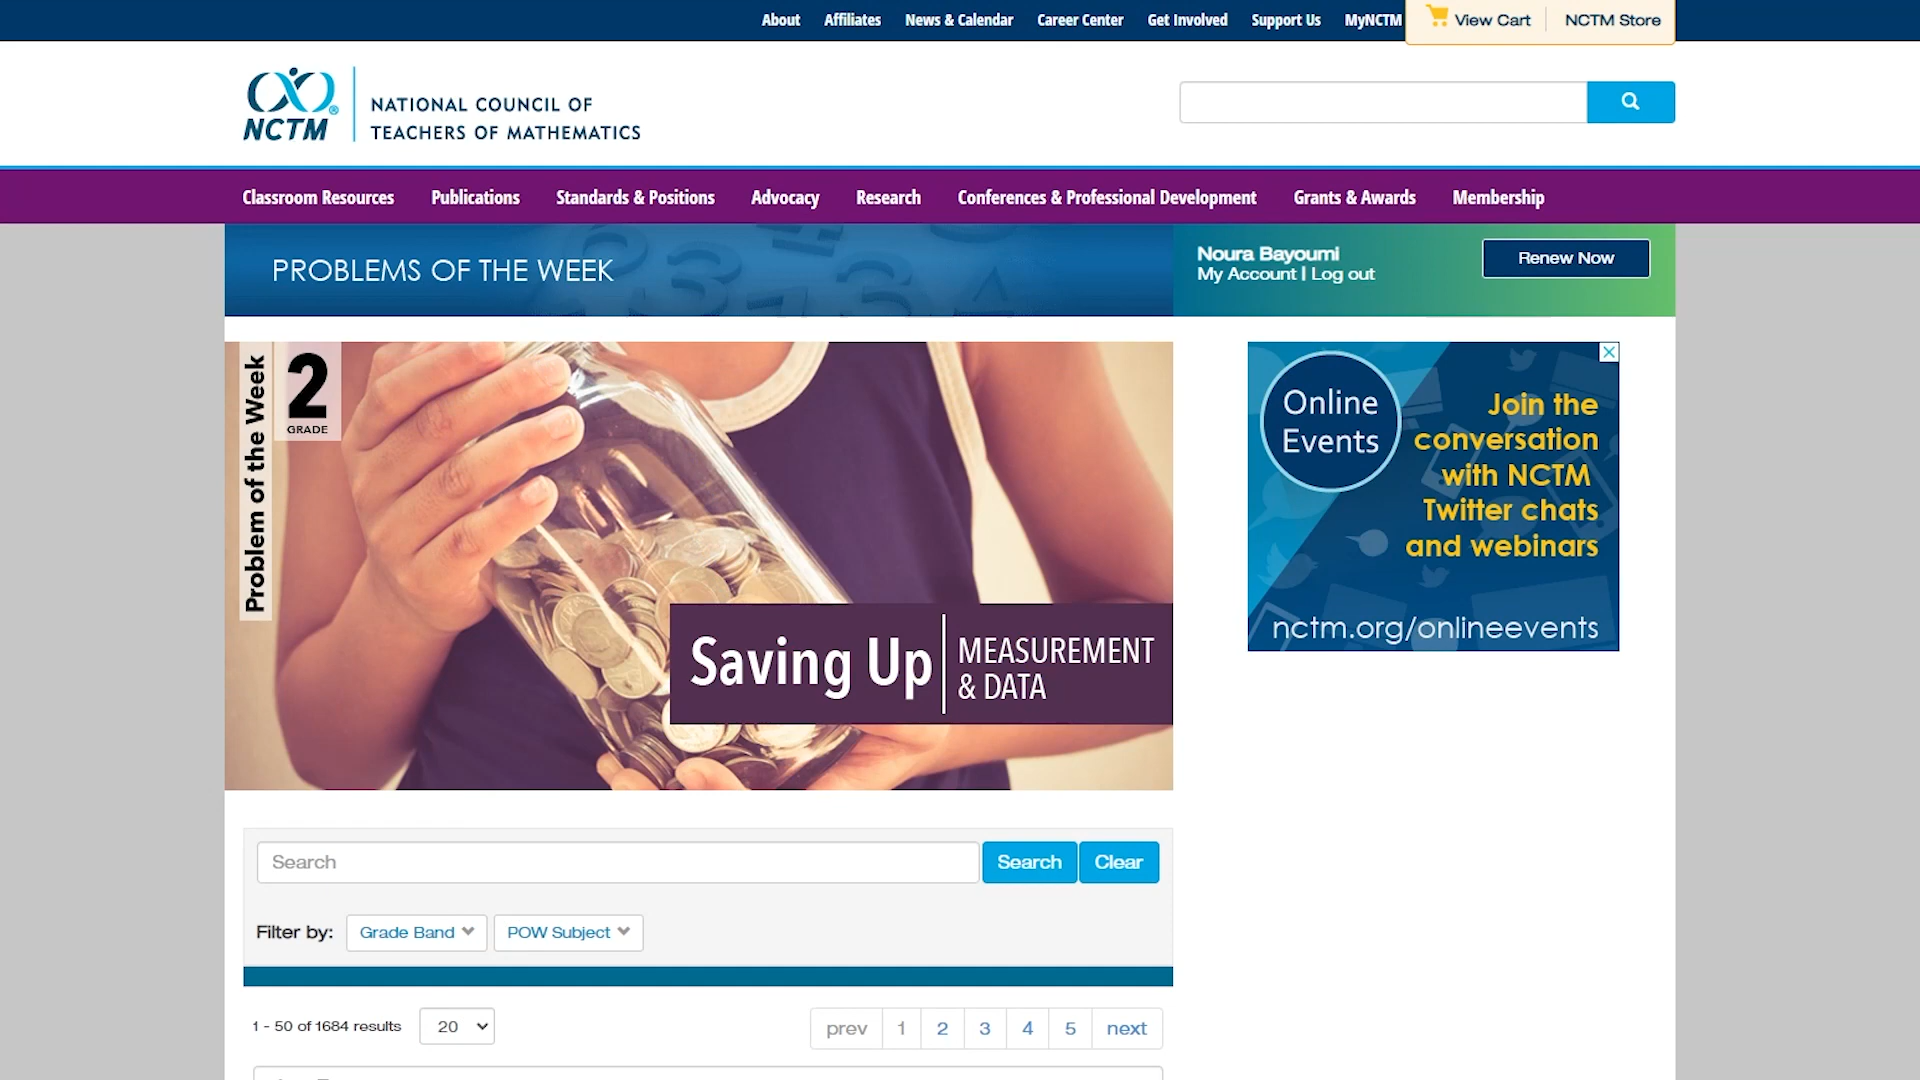 About Affiliates News & Calendar Career Center Get Involved Support Us MyNCTM View Cart NCTM Store
NCTM
NATIONAL COUNCIL OF
TEACHERS OF MATHEMATICS
Classroom Resources Publications Standards & Positions Advocacy Research Conferences & Professional Development Grants & Awards Membership
PROBLEMS OF THE WEEK
Noura Bayoumi
My Account | Log out
Renew Now
Problem of the Week
2
GRADE
Saving Up
MEASUREMENT
& DATA
Online
Events
Join the
conversation
with NCTM
Twitter chats
and webinars
nctm.org/onlineevents
Search Search Clear
Filter by: Grade Band POW Subject
1 - 50 of 1684 results 20 prev 1 2 3 4 5 next